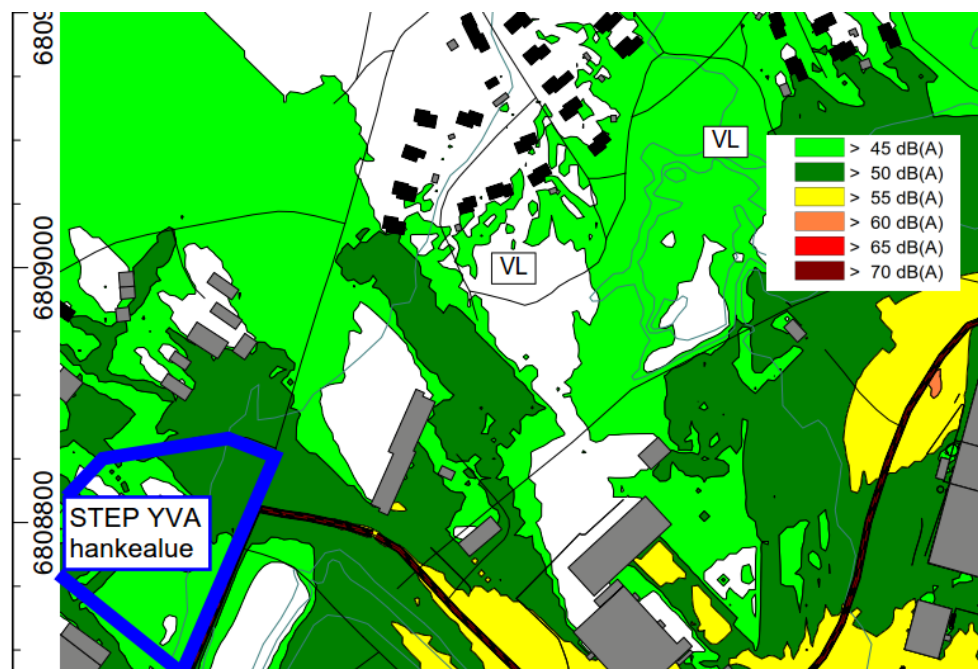 VL
> 45 dB(A)
> 50 dB(A)
> 55 dB(A)
> 60 dB(A)
> 65 dB(A)
> 70 dB(A)
VL
6809000
6808800
STEP YVA
hankealue